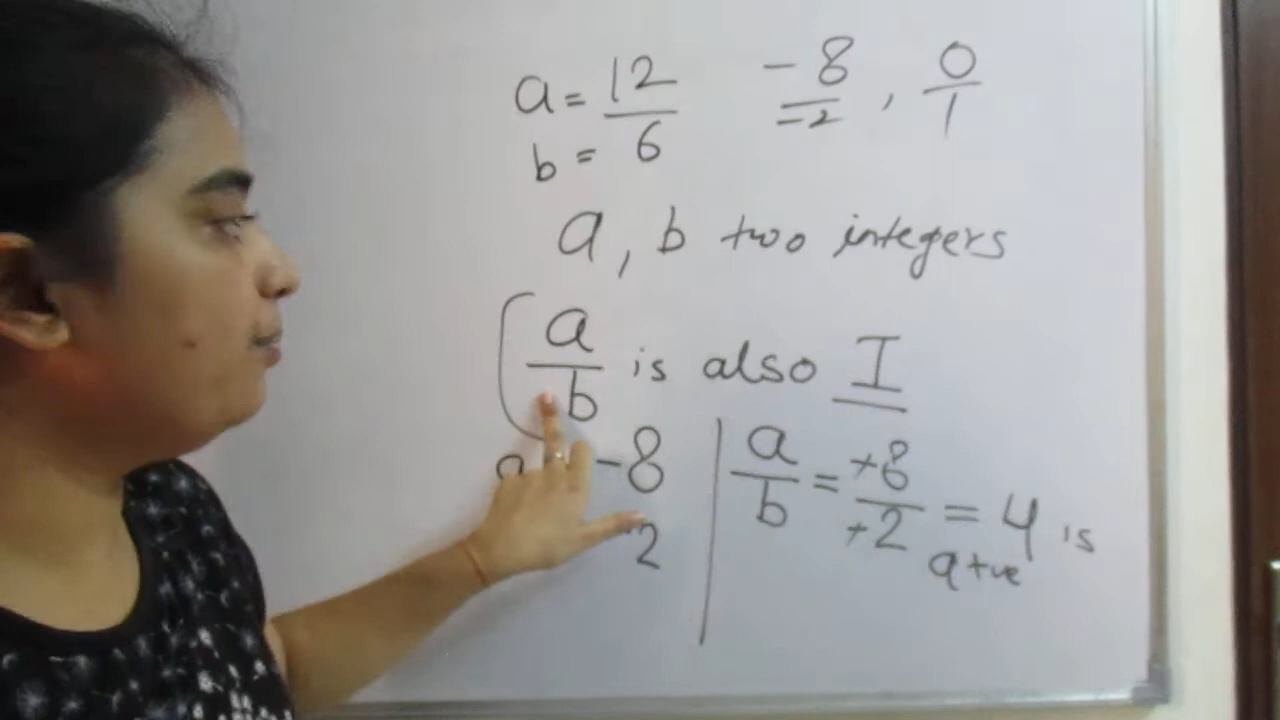 a = 12/6   -8/-2 , 0/1
b =
a, b two integers
a/b is also I
a -8 | a/b = +8/+2 = 4 is
2 a +ve